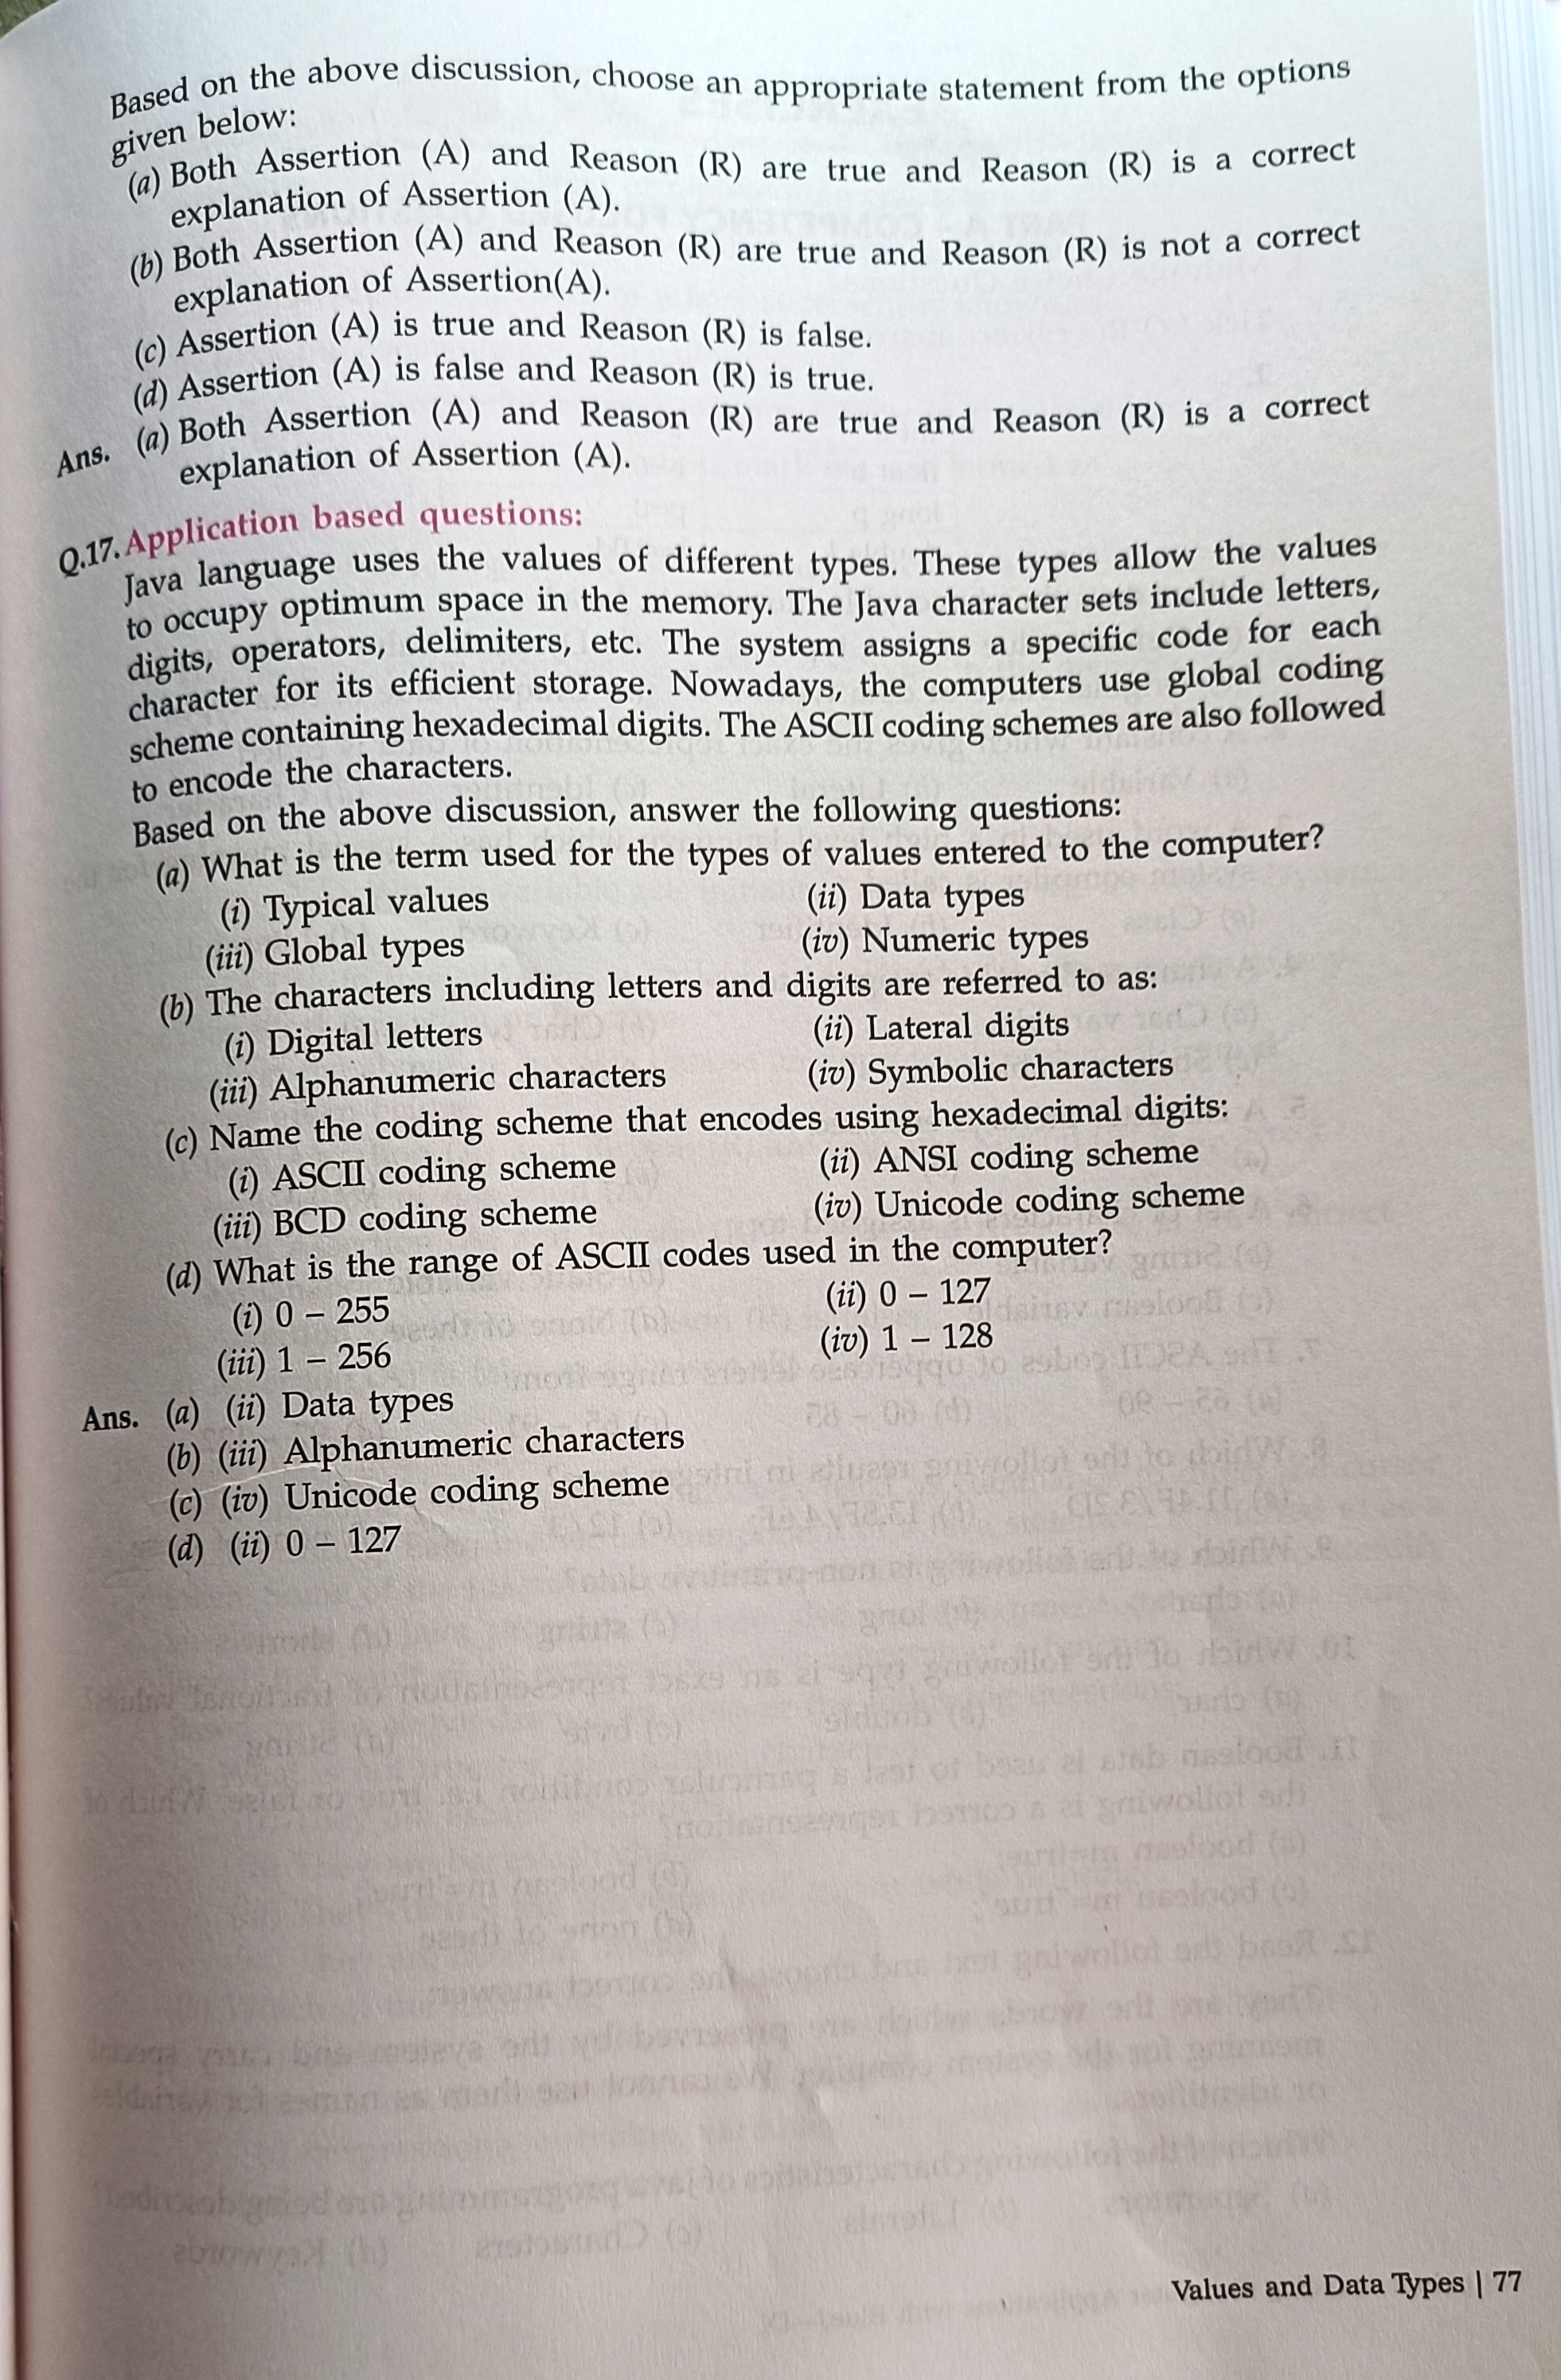 Based on the above discussion, choose an appropriate statement from the options
given below:
(a) Both Assertion (A) and Reason (R) are true and Reason (R) is a correct
explanation of Assertion (A).
(b) Both Assertion (A) and Reason (R) are true and Reason (R) is not a correct
explanation of Assertion(A).
(c) Assertion (A) is true and Reason (R) is false.
(d) Assertion (A) is false and Reason (R) is true.
Ans. (a) Both Assertion (A) and Reason (R) are true and Reason (R) is a correct
explanation of Assertion (A).
Q.17. Application based questions:
Java language uses the values of different types. These types allow the values
to occupy optimum space in the memory. The Java character sets include letters,
digits, operators, delimiters, etc. The system assigns a specific code for each
character for its efficient storage. Nowadays, the computers use global coding
scheme containing hexadecimal digits. The ASCII coding schemes are also followed
to encode the characters.
Based on the above discussion, answer the following questions:
(a) What is the term used for the types of values entered to the computer?
(i) Typical values (ii) Data types
(iii) Global types (iv) Numeric types
(b) The characters including letters and digits are referred to as:
(i) Digital letters (ii) Lateral digits
(iii) Alphanumeric characters (iv) Symbolic characters
(c) Name the coding scheme that encodes using hexadecimal digits:
(i) ASCII coding scheme (ii) ANSI coding scheme
(iii) BCD coding scheme (iv) Unicode coding scheme
(d) What is the range of ASCII codes used in the computer?
(i) 0 – 255 (ii) 0 – 127
(iii) 1 – 256 (iv) 1 – 128
Ans. (a) (ii) Data types
(b) (iii) Alphanumeric characters
(c) (iv) Unicode coding scheme
(d) (ii) 0 – 127
Values and Data Types | 77